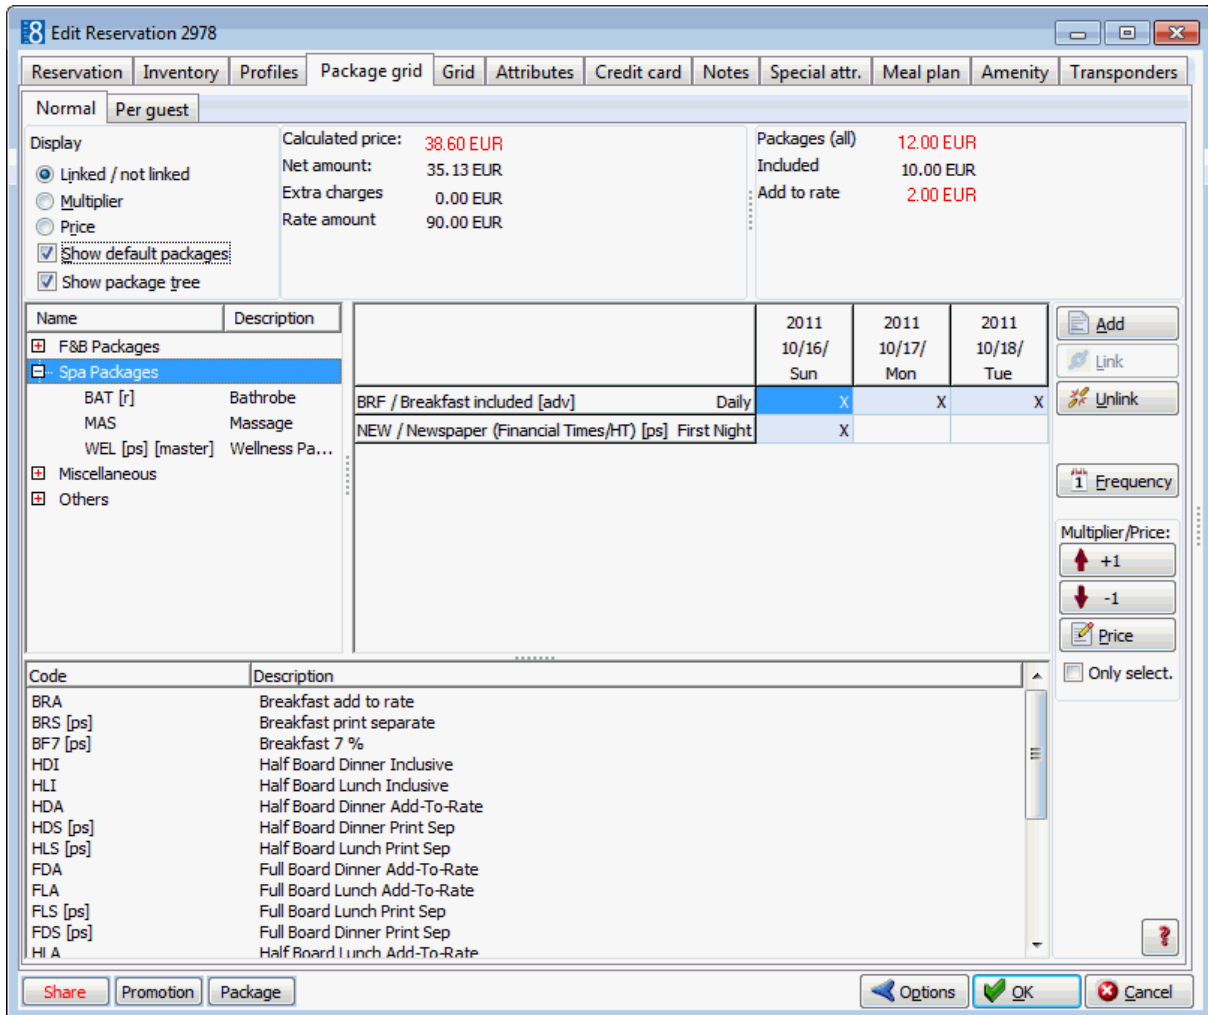 8 Edit Reservation 2978
Reservation Inventory Profiles Package grid Grid Attributes Credit card Notes Special attr. Meal plan Amenity Transponders
Normal Per guest
Display
Linked / not linked
Multiplier
Price
Show default packages
Show package tree
Calculated price: 38.60 EUR
Net amount: 35.13 EUR
Extra charges 0.00 EUR
Rate amount 90.00 EUR
Packages (all) 12.00 EUR
Included 10.00 EUR
Add to rate 2.00 EUR
Name Description
F&B Packages
Spa Packages
BAT [r] Bathrobe
MAS Massage
WEL [ps] [master] Wellness Pa...
Miscellaneous
Others
2011 2011 2011
10/16/ 10/17/ 10/18/
Sun Mon Tue
BRF / Breakfast included [adv] Daily X X X
NEW / Newspaper (Financial Times/HT) [ps] First Night X
Add
Link
Unlink
1 Frequency
Multiplier/Price:
+1
-1
Price
Only select.
Code Description
BRA Breakfast add to rate
BRS [ps] Breakfast print separate
BF7 [ps] Breakfast 7 %
HDI Half Board Dinner Inclusive
HLI Half Board Lunch Inclusive
HDA Half Board Dinner Add-To-Rate
HDS [ps] Half Board Dinner Print Sep
HLS [ps] Half Board Lunch Print Sep
FDA Full Board Dinner Add-To-Rate
FLA Full Board Lunch Add-To-Rate
FLS [ps] Full Board Lunch Print Sep
FDS [ps] Full Board Dinner Print Sep
HLA Half Board Lunch Add-To-Rate
?
Share Promotion Package Options OK Cancel